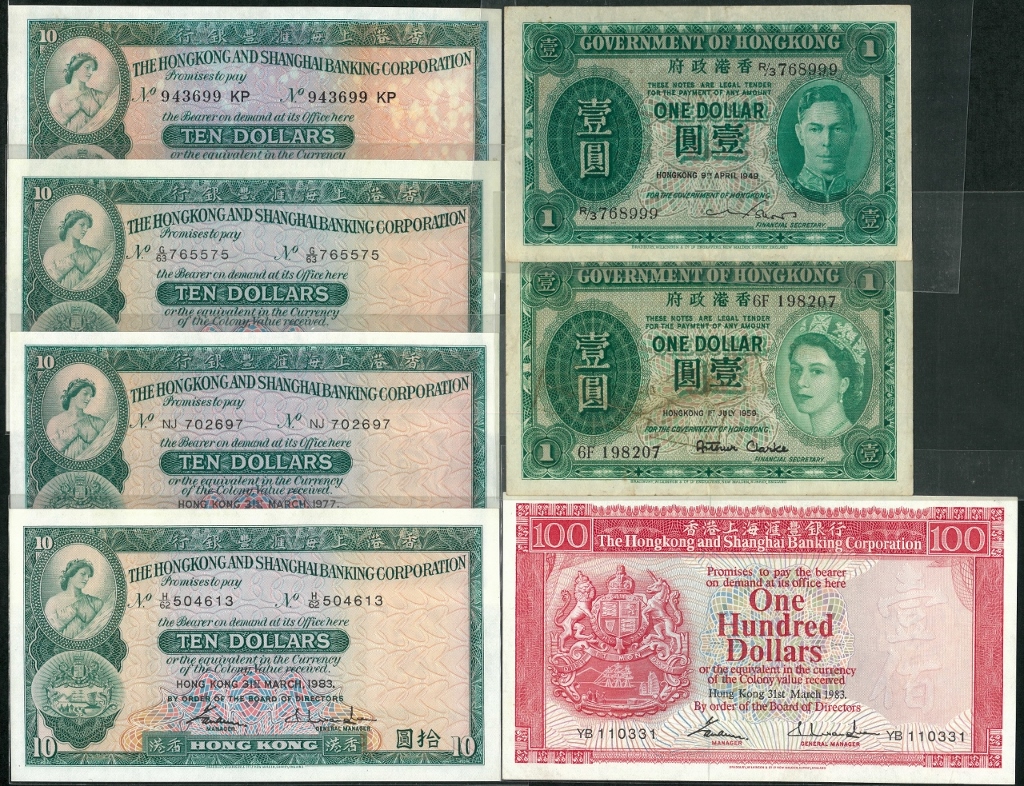 10
行銀豐滙海上港香
THE HONGKONG AND SHANGHAI BANKING CORPORATION
Promises to pay
Nº 943699 KP Nº 943699 KP
the Bearer on demand at its Office here
TEN DOLLARS
or the equivalent in the Currency
10
行銀豐滙海上港香
THE HONGKONG AND SHANGHAI BANKING CORPORATION
Promises to pay
Nº G/63 765575 Nº G/63 765575
the Bearer on demand at its Office here
TEN DOLLARS
or the equivalent in the Currency
of the Colony Value received.
10
行銀豐滙海上港香
THE HONGKONG AND SHANGHAI BANKING CORPORATION
Promises to pay
Nº NJ 702697 Nº NJ 702697
the Bearer on demand at its Office here
TEN DOLLARS
or the equivalent in the Currency
of the Colony Value received.
HONG KONG 31ST MARCH, 1977.
10
行銀豐滙海上港香
THE HONGKONG AND SHANGHAI BANKING CORPORATION
Promises to pay
Nº H/62 504613 Nº H/62 504613
the Bearer on demand at its Office here
TEN DOLLARS
or the equivalent in the Currency
of the Colony Value received.
HONG KONG 31ST MARCH, 1983.
BY ORDER OF THE BOARD OF DIRECTORS
MANAGER GENERAL MANAGER
10 港香 HONG KONG 港香 圓拾 10
壹 GOVERNMENT OF HONGKONG 1
府政港香 R/3 768999
THESE NOTES ARE LEGAL TENDER
FOR THE PAYMENT OF ANY AMOUNT
壹圓
ONE DOLLAR
圓壹
HONGKONG 9TH APRIL 1949
FOR THE GOVERNMENT OF HONGKONG.
1 R/3 768999 壹
FINANCIAL SECRETARY.
BRADBURY, WILKINSON & Cº Lᴰ ENGRAVERS, NEW MALDEN, SURREY, ENGLAND
壹 GOVERNMENT OF HONGKONG 1
府政港香 6F 198207
THESE NOTES ARE LEGAL TENDER
FOR THE PAYMENT OF ANY AMOUNT
壹圓
ONE DOLLAR
圓壹
HONGKONG 1ST JULY 1959.
FOR THE GOVERNMENT OF HONGKONG.
1 6F 198207 Arthur Clarke 壹
FINANCIAL SECRETARY.
BRADBURY, WILKINSON & Cº Lᴰ ENGRAVERS, NEW MALDEN, SURREY, ENGLAND
香港上海滙豐銀行
100 The Hongkong and Shanghai Banking Corporation 100
Promises to pay the bearer
on demand at its office here
One
Hundred
Dollars
or the equivalent in the currency
of the Colony value received
Hong Kong 31st March 1983.
By order of the Board of Directors
YB 110331 YB 110331
MANAGER GENERAL MANAGER